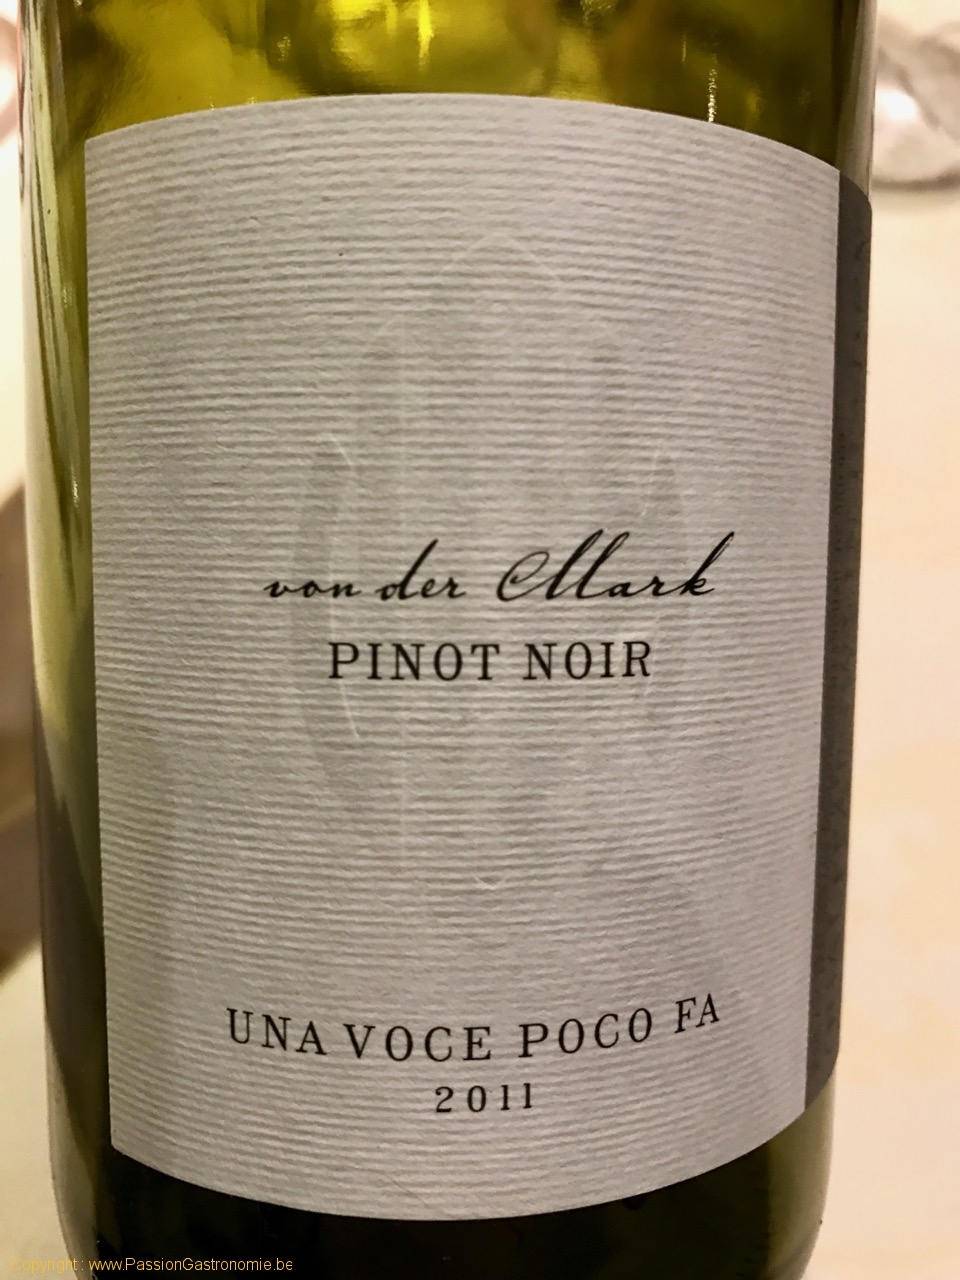 von der Mark
PINOT NOIR
UNA VOCE POCO FA
2011
Copyright : www.PassionGastronomie.be